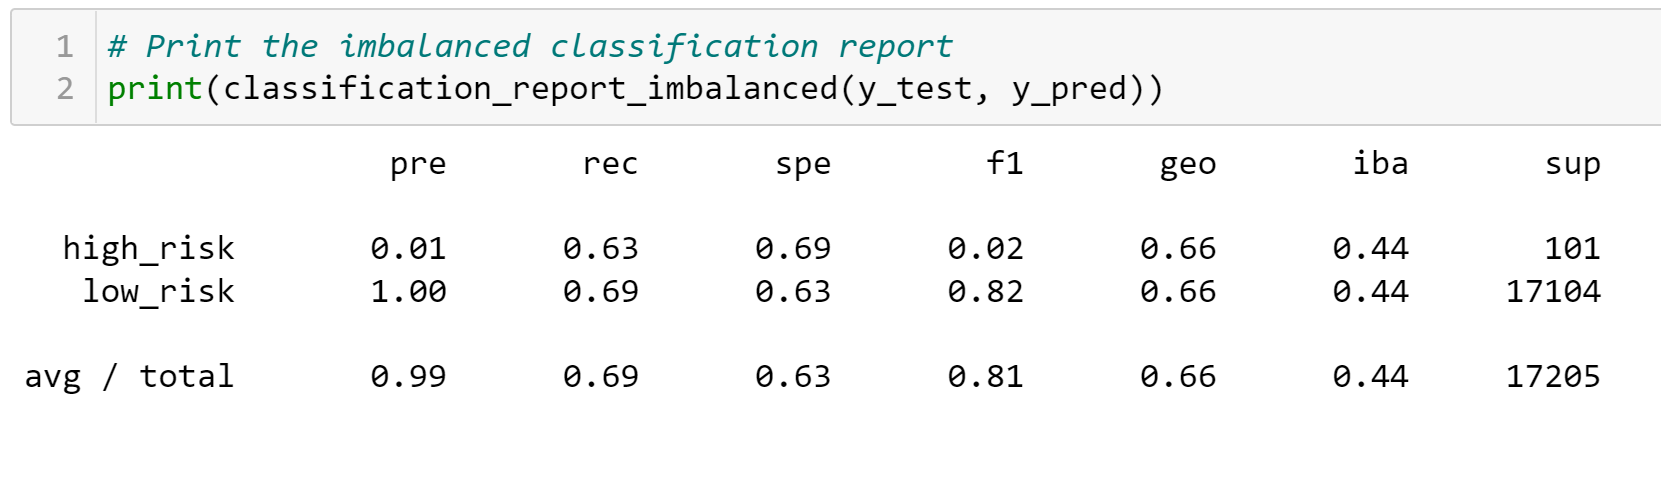 1 # Print the imbalanced classification report
2 print(classification_report_imbalanced(y_test, y_pred))
pre rec spe f1 geo iba sup
high_risk 0.01 0.63 0.69 0.02 0.66 0.44 101
low_risk 1.00 0.69 0.63 0.82 0.66 0.44 17104
avg / total 0.99 0.69 0.63 0.81 0.66 0.44 17205